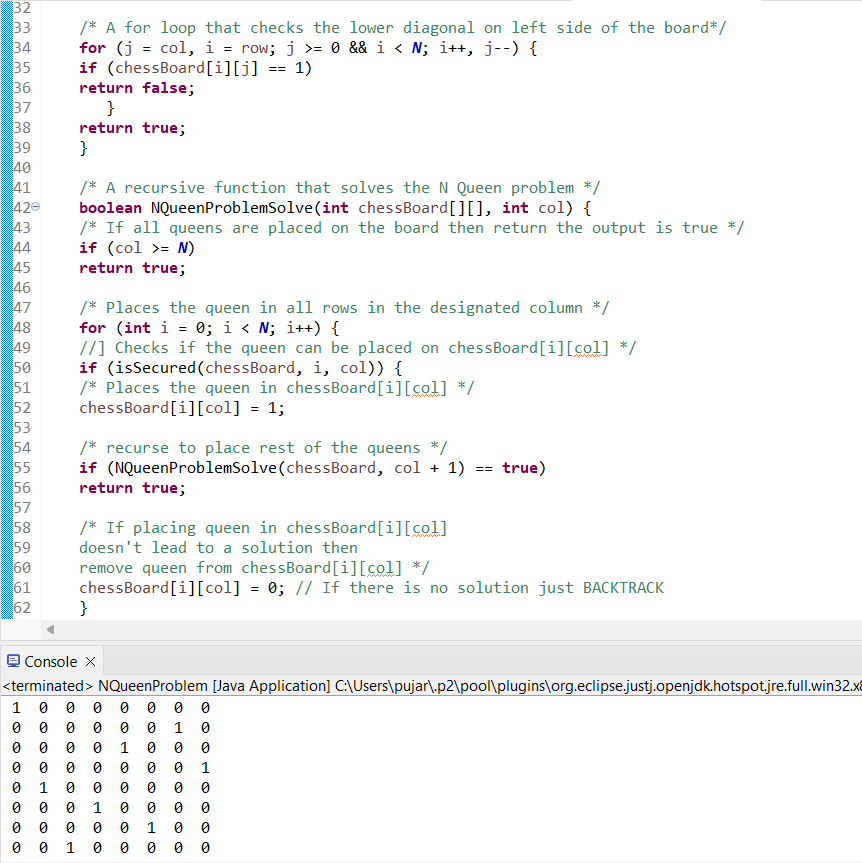 32
33 /* A for loop that checks the lower diagonal on left side of the board*/
34 for (j = col, i = row; j >= 0 && i < N; i++, j--) {
35 if (chessBoard[i][j] == 1)
36 return false;
37 }
38 return true;
39 }
40
41 /* A recursive function that solves the N Queen problem */
42 boolean NQueenProblemSolve(int chessBoard[][], int col) {
43 /* If all queens are placed on the board then return the output is true */
44 if (col >= N)
45 return true;
46
47 /* Places the queen in all rows in the designated column */
48 for (int i = 0; i < N; i++) {
49 //] Checks if the queen can be placed on chessBoard[i][col] */
50 if (isSecured(chessBoard, i, col)) {
51 /* Places the queen in chessBoard[i][col] */
52 chessBoard[i][col] = 1;
53
54 /* recurse to place rest of the queens */
55 if (NQueenProblemSolve(chessBoard, col + 1) == true)
56 return true;
57
58 /* If placing queen in chessBoard[i][col]
59 doesn't lead to a solution then
60 remove queen from chessBoard[i][col] */
61 chessBoard[i][col] = 0; // If there is no solution just BACKTRACK
62 }
Console
<terminated> NQueenProblem [Java Application] C:\Users\pujar\.p2\pool\plugins\org.eclipse.justj.openjdk.hotspot.jre.full.win32.x8
1 0 0 0 0 0 0 0
0 0 0 0 0 0 1 0
0 0 0 0 1 0 0 0
0 0 0 0 0 0 0 1
0 1 0 0 0 0 0 0
0 0 0 1 0 0 0 0
0 0 0 0 0 1 0 0
0 0 1 0 0 0 0 0